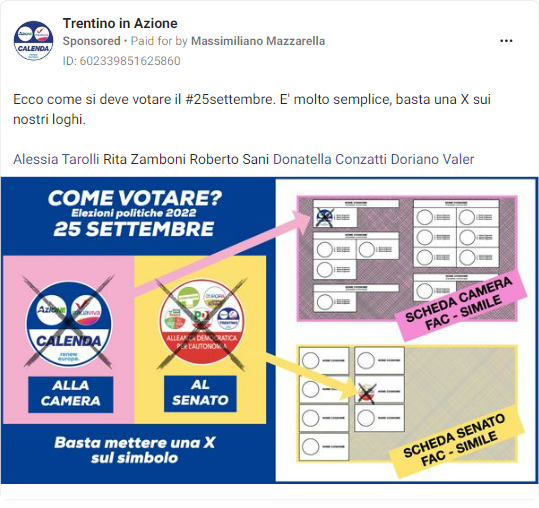 Trentino in Azione
Sponsored • Paid for by Massimiliano Mazzarella
ID: 602339851625860
Ecco come si deve votare il #25settembre. E' molto semplice, basta una X sui
nostri loghi.
Alessia Tarolli Rita Zamboni Roberto Sani Donatella Conzatti Doriano Valer
COME VOTARE?
Elezioni politiche 2022
25 SETTEMBRE
AZIONE
ITALIAVIVA
CALENDA
renew
europe.
ALLA
CAMERA
EUROPA
PD
ALLEANZA DEMOCRATICA
PER L'AUTONOMIA
AL
SENATO
Basta mettere una X
sul simbolo
SCHEDA CAMERA
FAC - SIMILE
SCHEDA SENATO
FAC - SIMILE